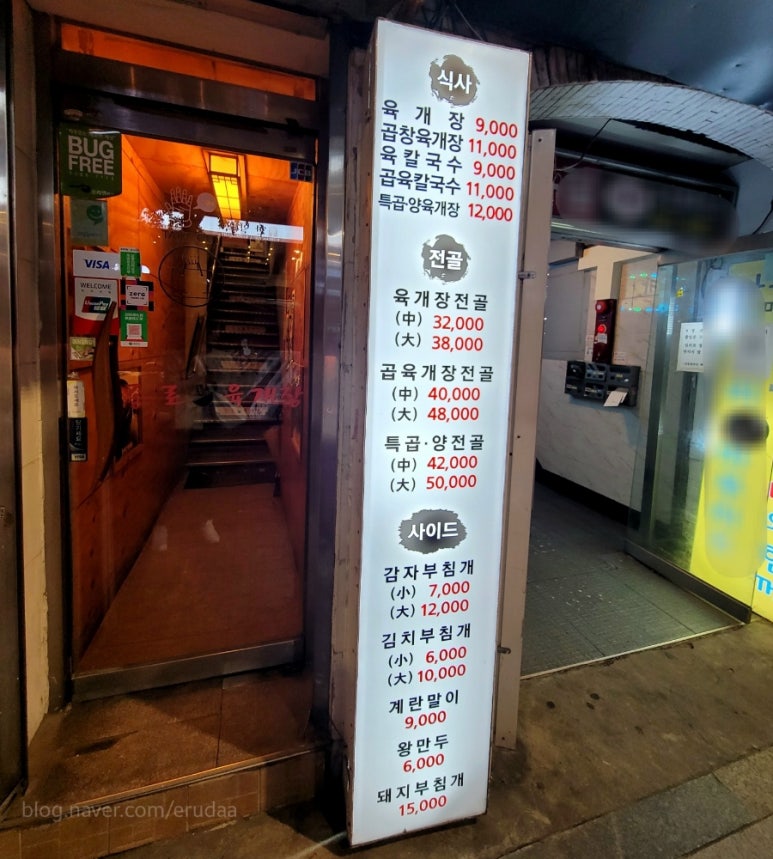 식사
육개장 9,000
곱창육개장 11,000
육칼국수 9,000
곱육칼국수 11,000
특곱·양육개장 12,000
전골
육개장전골
(中) 32,000
(大) 38,000
곱육개장전골
(中) 40,000
(大) 48,000
특곱·양전골
(中) 42,000
(大) 50,000
사이드
감자부침개
(小) 7,000
(大) 12,000
김치부침개
(小) 6,000
(大) 10,000
계란말이
9,000
왕만두
6,000
돼지부침개
15,000
BUG
FREE
VISA
WELCOME
zero
육개장
blog.naver.com/erudaa